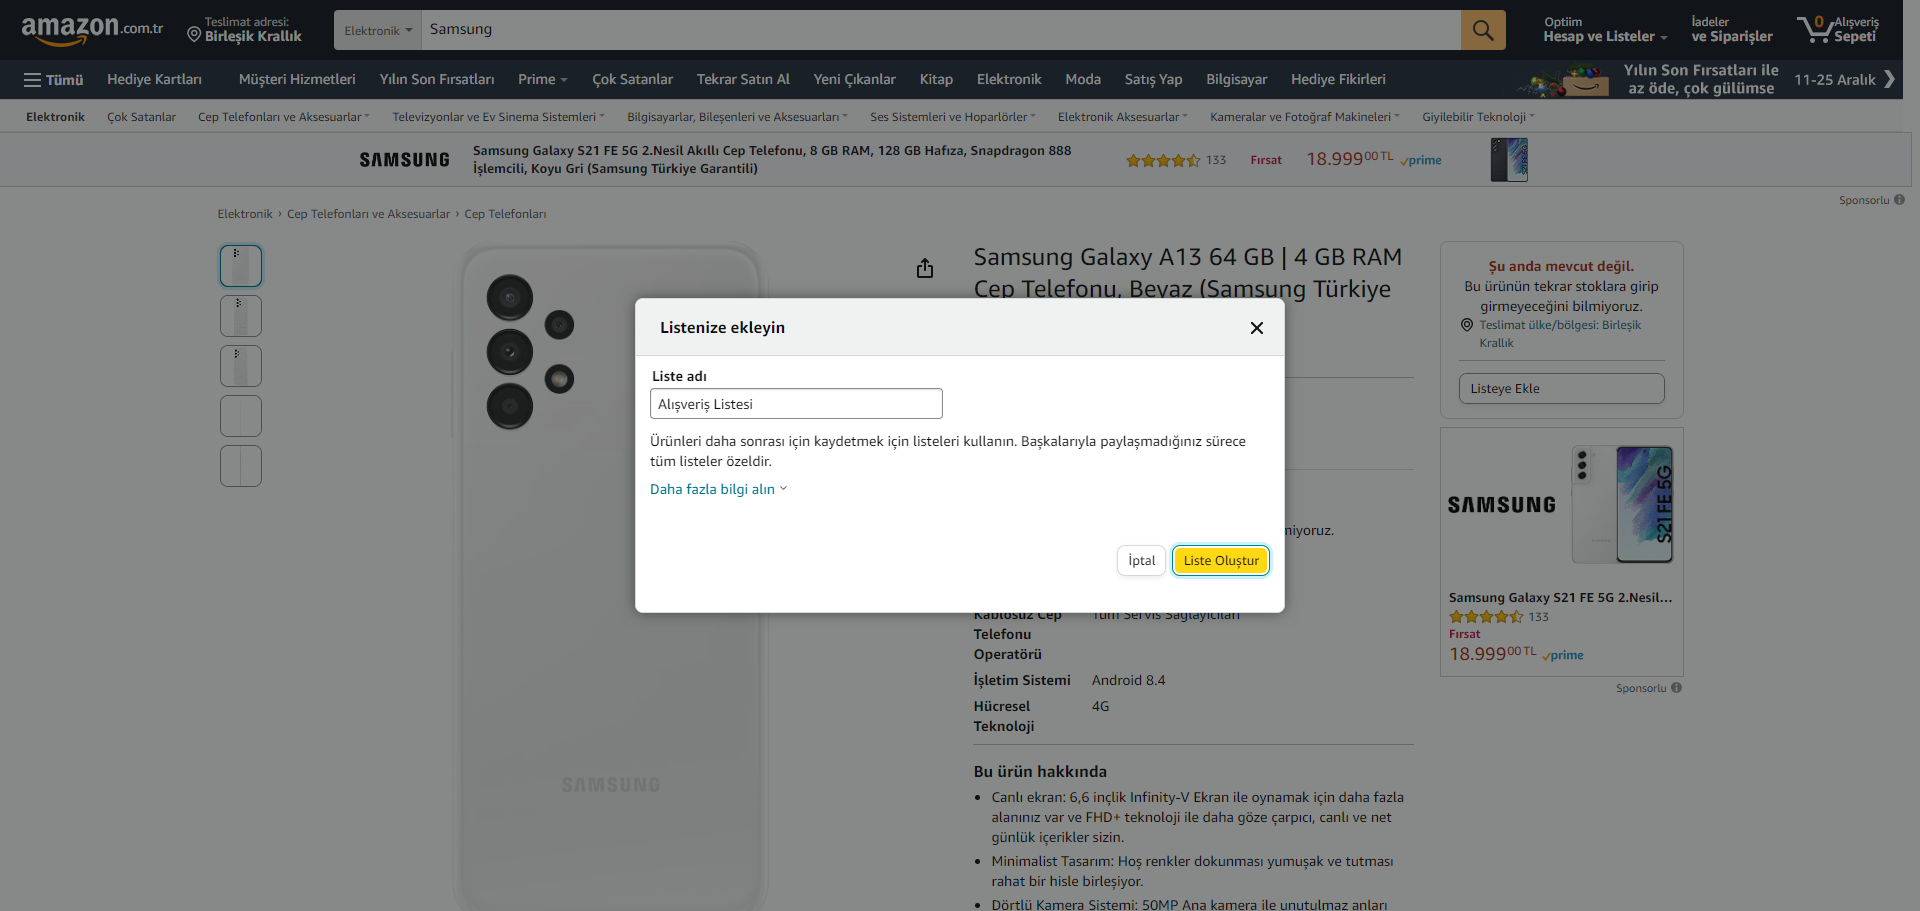 amazon.com.tr
Teslimat adresi:
Birleşik Krallık
Elektronik
Samsung
Optiim
Hesap ve Listeler
İadeler
ve Siparişler
0
Alışveriş
Sepeti
Tümü
Hediye Kartları
Müşteri Hizmetleri
Yılın Son Fırsatları
Prime
Çok Satanlar
Tekrar Satın Al
Yeni Çıkanlar
Kitap
Elektronik
Moda
Satış Yap
Bilgisayar
Hediye Fikirleri
Yılın Son Fırsatları ile
az öde, çok gülümse
11-25 Aralık
Elektronik
Çok Satanlar
Cep Telefonları ve Aksesuarlar
Televizyonlar ve Ev Sinema Sistemleri
Bilgisayarlar, Bileşenleri ve Aksesuarları
Ses Sistemleri ve Hoparlörler
Elektronik Aksesuarlar
Kameralar ve Fotoğraf Makineleri
Giyilebilir Teknoloji
SAMSUNG
Samsung Galaxy S21 FE 5G 2.Nesil Akıllı Cep Telefonu, 8 GB RAM, 128 GB Hafıza, Snapdragon 888
İşlemcili, Koyu Gri (Samsung Türkiye Garantili)
133
Fırsat
18.99900 TL
prime
Sponsorlu
Elektronik › Cep Telefonları ve Aksesuarlar › Cep Telefonları
Samsung Galaxy A13 64 GB | 4 GB RAM
Cep Telefonu, Beyaz (Samsung Türkiye
Şu anda mevcut değil.
Bu ürünün tekrar stoklara girip
girmeyeceğini bilmiyoruz.
Teslimat ülke/bölgesi: Birleşik
Krallık
Listeye Ekle
Listenize ekleyin
Liste adı
Alışveriş Listesi
Ürünleri daha sonrası için kaydetmek için listeleri kullanın. Başkalarıyla paylaşmadığınız sürece
tüm listeler özeldir.
Daha fazla bilgi alın
İptal
Liste Oluştur
miyoruz.
SAMSUNG
S21 FE 5G
Samsung Galaxy S21 FE 5G 2.Nesil...
133
Fırsat
18.99900 TL
prime
Sponsorlu
Kablosuz Cep
Telefonu
Operatörü
Tüm Servis Sağlayıcıları
İşletim Sistemi
Android 8.4
Hücresel
Teknoloji
4G
SAMSUNG
Bu ürün hakkında
Canlı ekran: 6,6 inçlik Infinity-V Ekran ile oynamak için daha fazla
alanınız var ve FHD+ teknoloji ile daha göze çarpıcı, canlı ve net
günlük içerikler sizin.
Minimalist Tasarım: Hoş renkler dokunması yumuşak ve tutması
rahat bir hisle birleşiyor.
Dörtlü Kamera Sistemi: 50MP Ana kamera ile unutulmaz anları